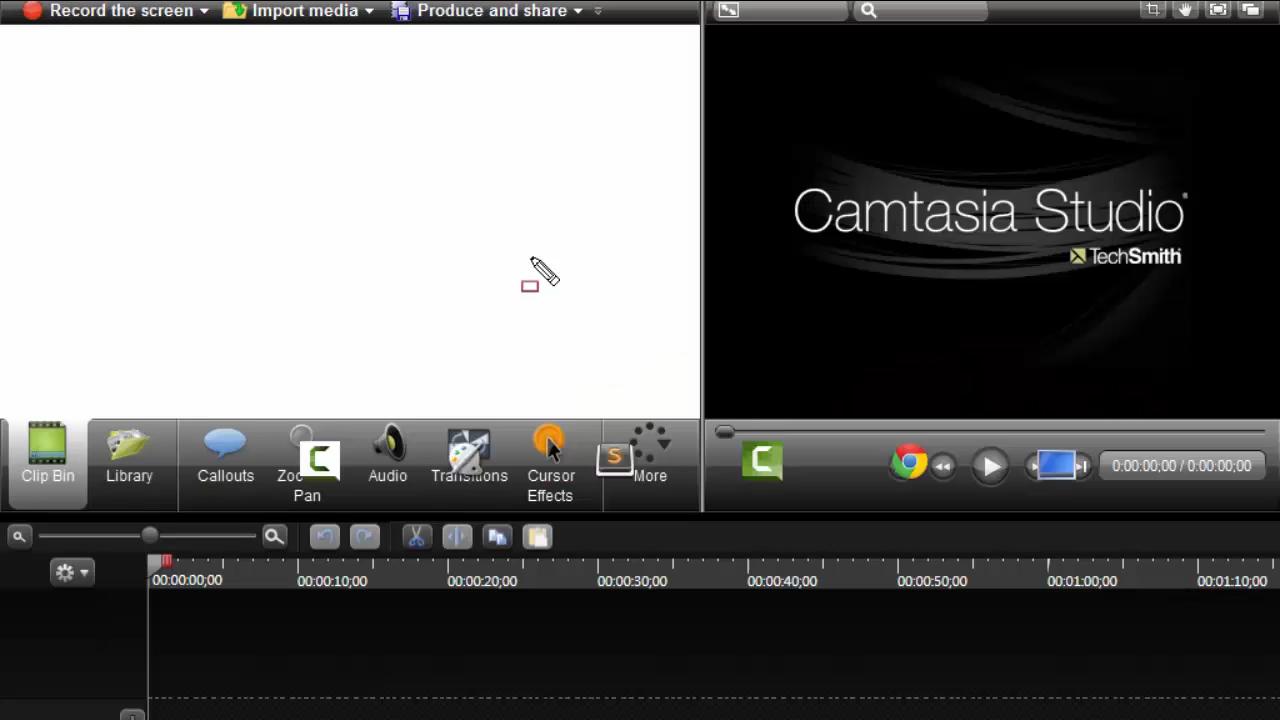 Record the screen
Import media
Produce and share
Camtasia Studio®
TechSmith
Clip Bin
Library
Callouts
Zoo
Pan
C
Audio
Transitions
Cursor
Effects
S
More
C
0:00:00;00 / 0:00:00;00
00:00:00;00
00:00:10;00
00:00:20;00
00:00:30;00
00:00:40;00
00:00:50;00
00:01:00;00
00:01:10;00